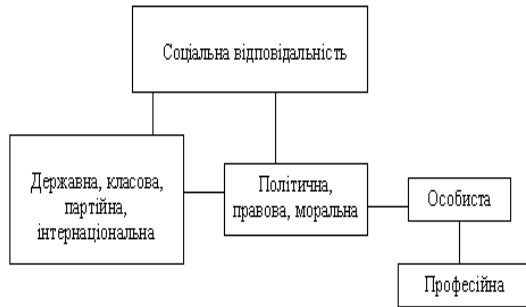 Соціальна відповідальність
Державна, класова,
партійна,
інтернаціональна
Політична,
правова, моральна
Особиста
Професійна